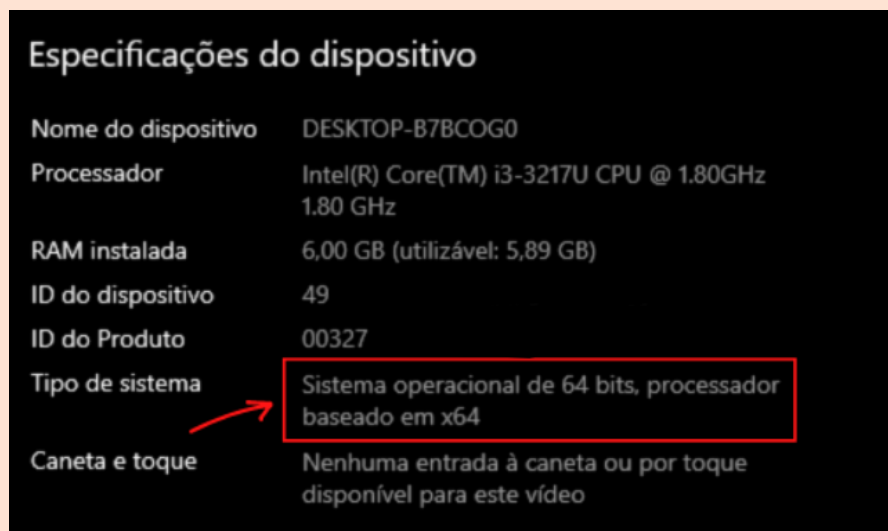 Especificações do dispositivo
Nome do dispositivo DESKTOP-B7BCOG0
Processador Intel(R) Core(TM) i3-3217U CPU @ 1.80GHz
1.80 GHz
RAM instalada 6,00 GB (utilizável: 5,89 GB)
ID do dispositivo 49
ID do Produto 00327
Tipo de sistema Sistema operacional de 64 bits, processador
baseado em x64
Caneta e toque Nenhuma entrada à caneta ou por toque
disponível para este vídeo